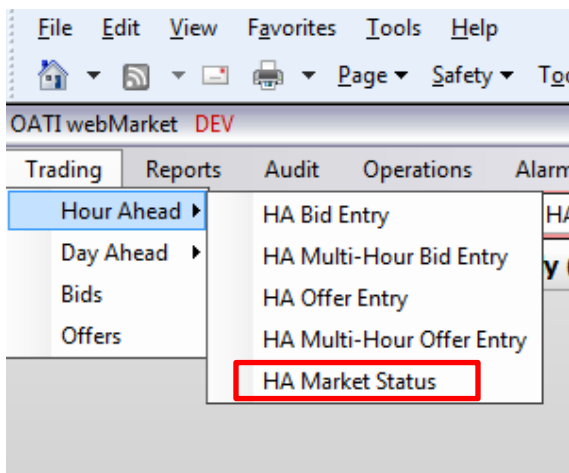 File Edit View Favorites Tools Help
Page Safety
OATI webMarket DEV
Trading Reports Audit Operations
Hour Ahead HA Bid Entry HA
Day Ahead HA Multi-Hour Bid Entry y (
Bids HA Offer Entry
Offers HA Multi-Hour Offer Entry
HA Market Status